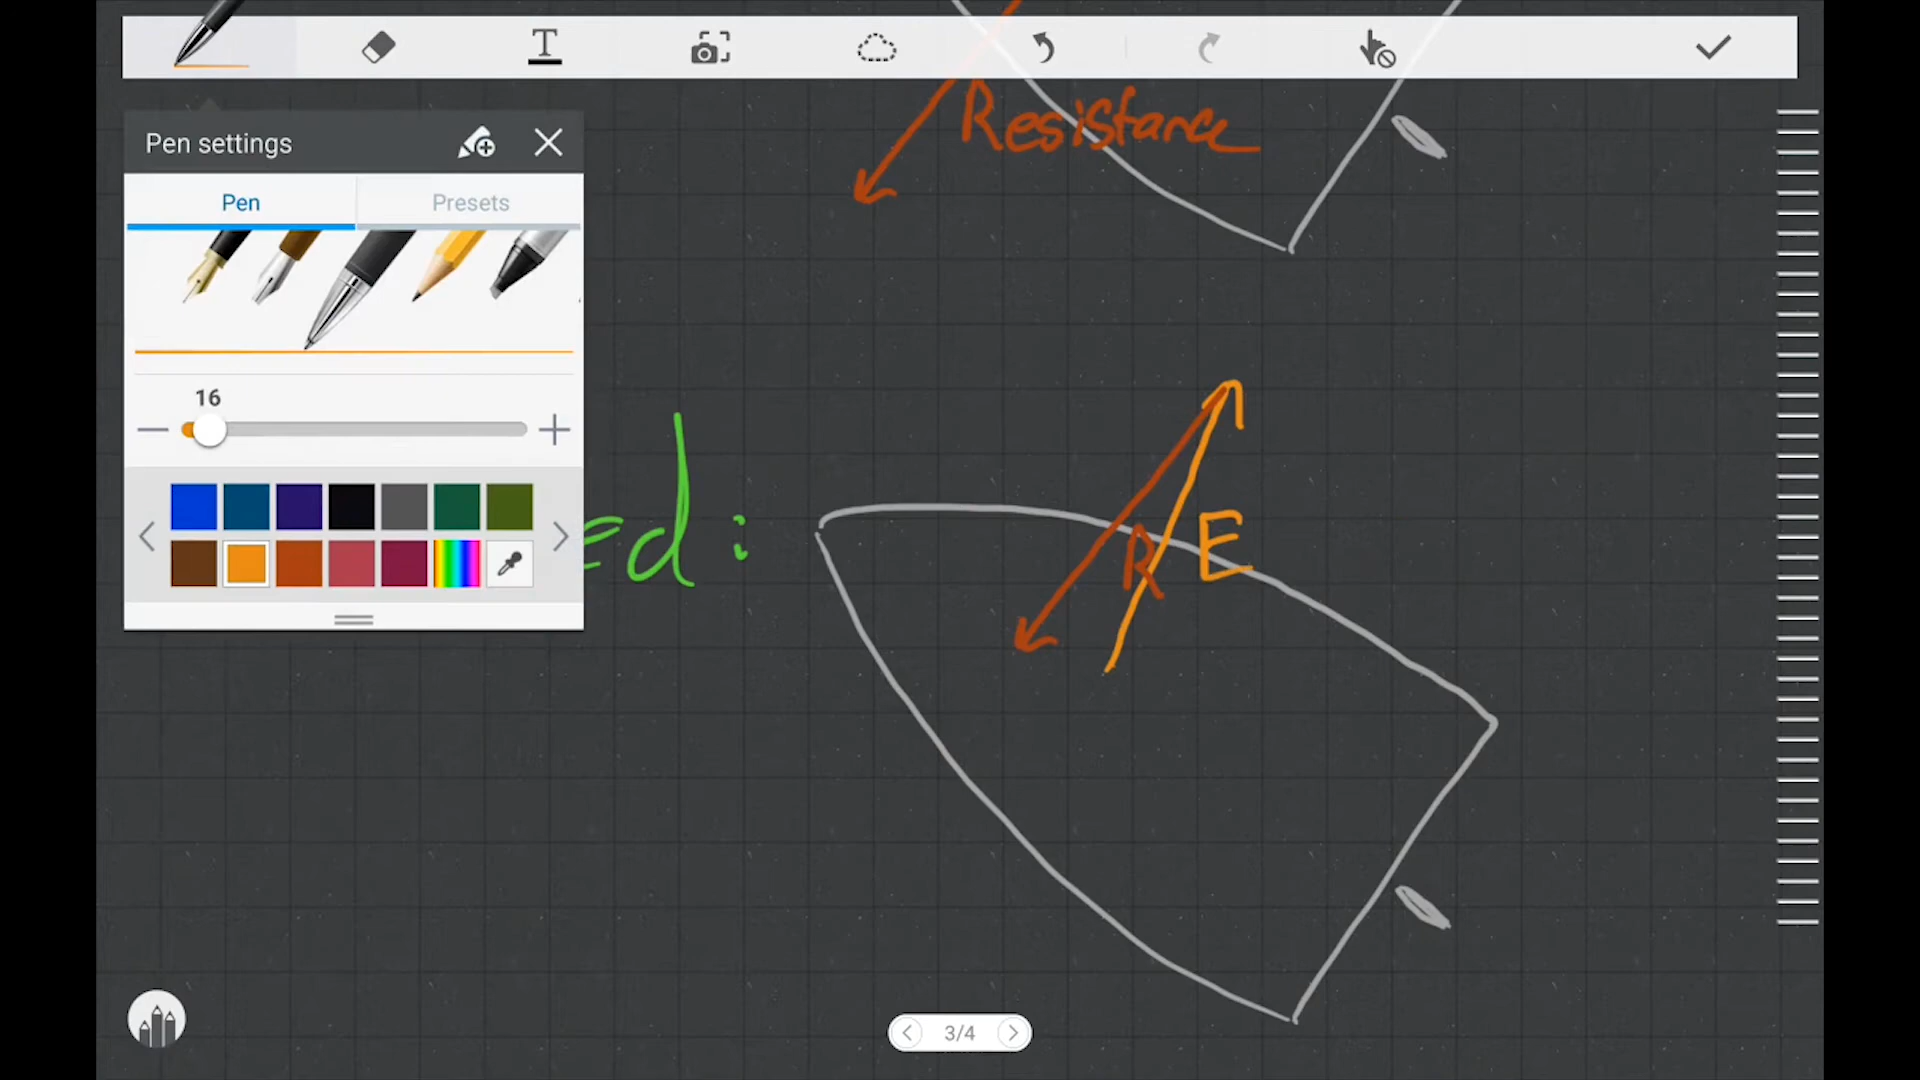 Resistance
Pen settings
Pen Presets
16
ed:
R E
3/4